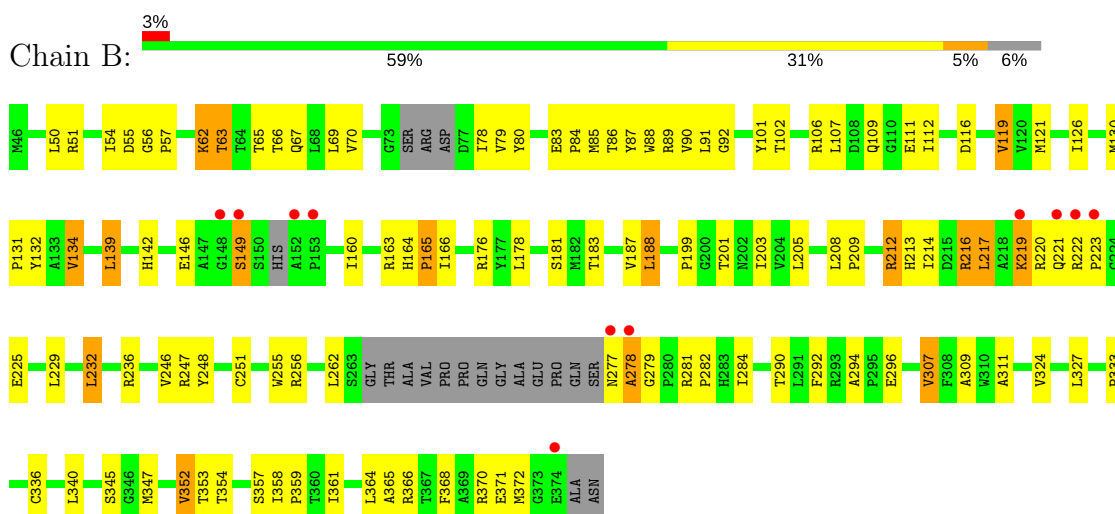 3%
Chain B:
59% 31% 5% 6%
M46 L50 R51 I54 D55 G56 P57 K62 T63 T64 T65 T66 Q67 L68 L69 V70 G73 SER ARG ASP D77 I78 V79 Y80 E83 P84 M85 T86 Y87 W88 R89 V90 L91 G92 Y101 T102 R106 L107 D108 Q109 G110 E111 I112 D116 V119 V120 M121 I126
P131 Y132 A133 V134 L139 H142 E146 A147 G148 S149 S150 HIS A152 P153 I160 R163 H164 P165 I166 R176 Y177 L178 S181 M182 T183 V187 L188 P199 G200 T201 N202 I203 V204 L205 L208 P209 R212 H213 I214 D215 R216 L217 A218 K219 R220 Q221 R222 P223
E225 L229 L232 R236 V246 R247 Y248 C251 W255 R256 L262 S263 GLY THR ALA VAL PRO PRO GLN GLY ALA GLU PRO GLN SER N277 A278 G279 P280 R281 P282 H283 I284 T290 L291 F292 R293 A294 P295 E296 V307 F308 A309 W310 A311 V324 L327
C336 L340 S345 G346 M347 V352 T353 T354 S357 I358 P359 T360 I361 L364 A365 R366 T367 F368 A369 R370 E371 M372 G373 E374 ALA ASN